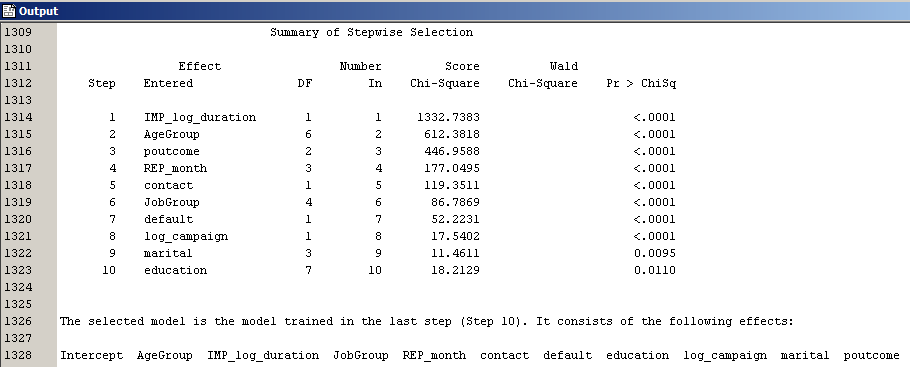 Output
1309 Summary of Stepwise Selection
1310
1311 Effect Number Score Wald
1312 Step Entered DF In Chi-Square Chi-Square Pr > ChiSq
1313
1314 1 IMP_log_duration 1 1 1332.7383 <.0001
1315 2 AgeGroup 6 2 612.3818 <.0001
1316 3 poutcome 2 3 446.9588 <.0001
1317 4 REP_month 3 4 177.0495 <.0001
1318 5 contact 1 5 119.3511 <.0001
1319 6 JobGroup 4 6 86.7869 <.0001
1320 7 default 1 7 52.2231 <.0001
1321 8 log_campaign 1 8 17.5402 <.0001
1322 9 marital 3 9 11.4611 0.0095
1323 10 education 7 10 18.2129 0.0110
1324
1325
1326 The selected model is the model trained in the last step (Step 10). It consists of the following effects:
1327
1328 Intercept AgeGroup IMP_log_duration JobGroup REP_month contact default education log_campaign marital poutcome